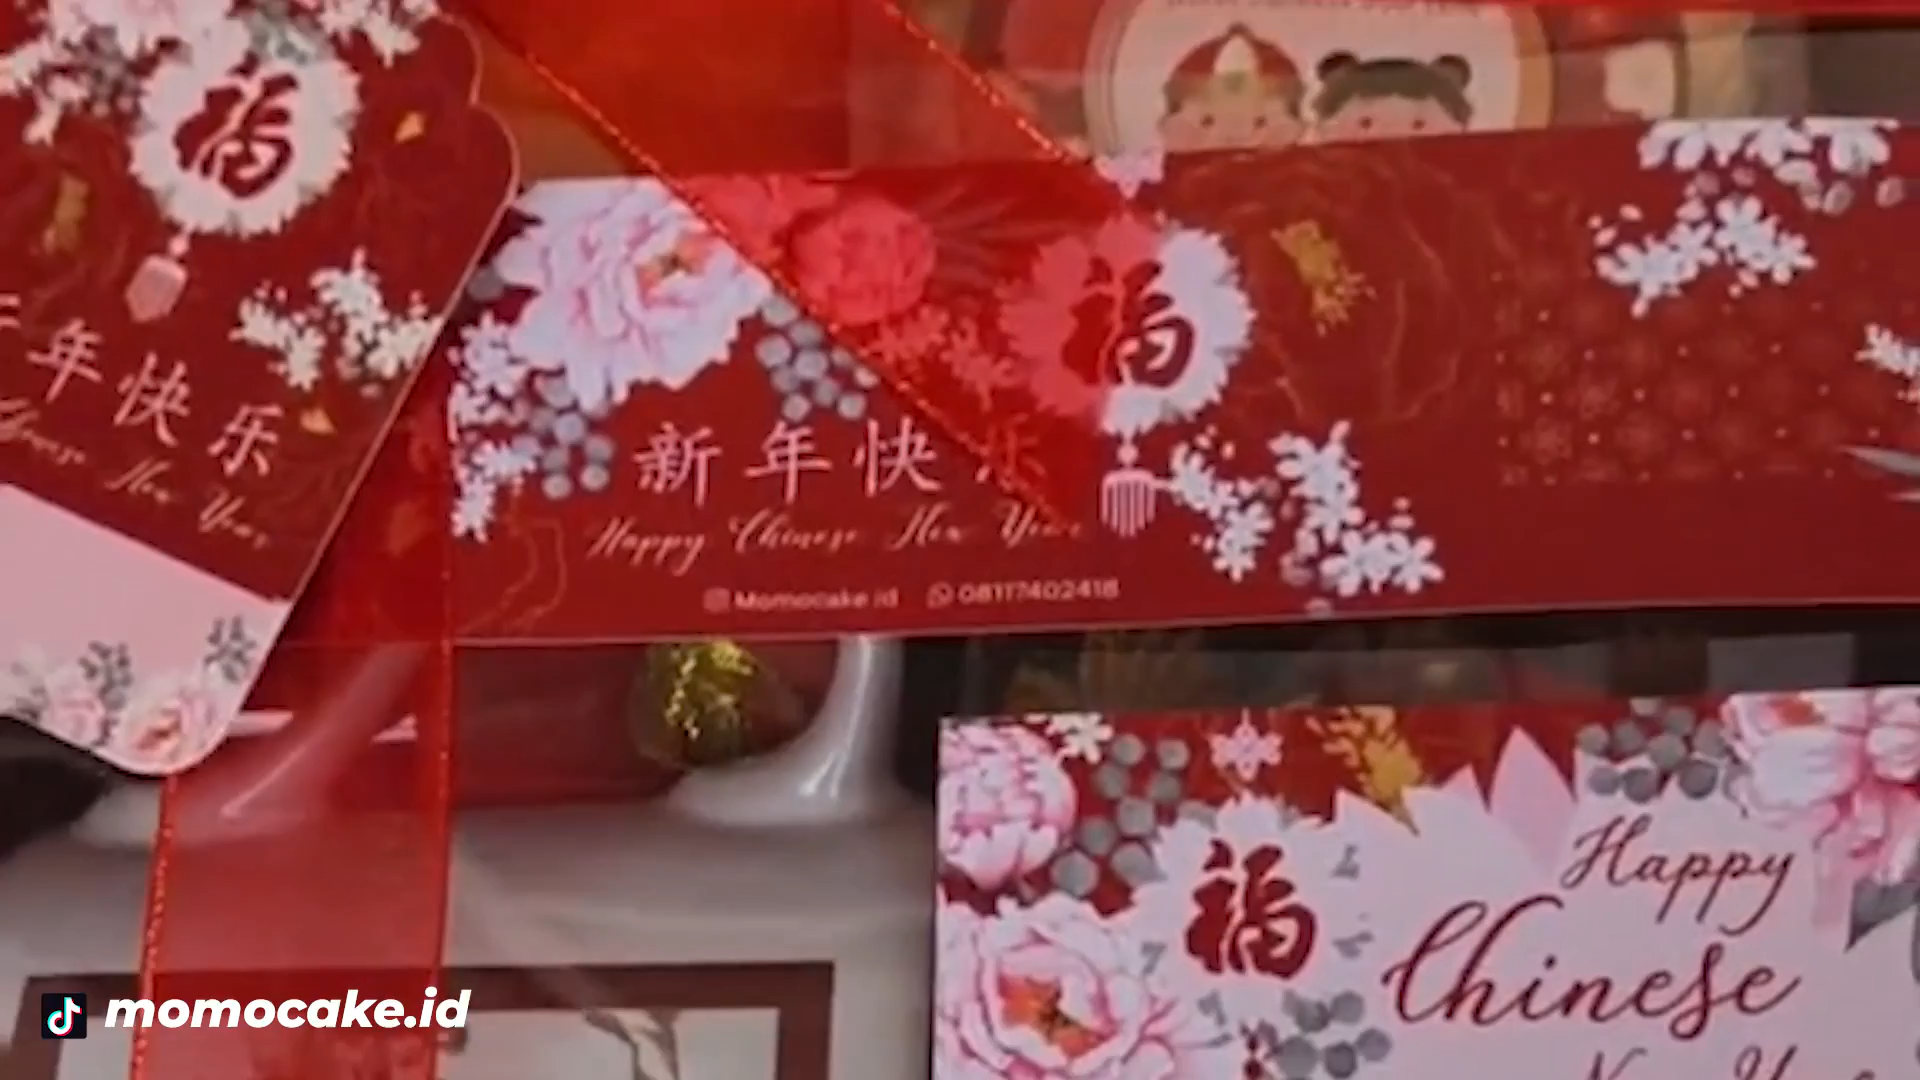 福
年快乐
New Year
福
新年快乐
Happy Chinese New Year
Momocake.id 08117402418
福
Happy
Chinese
momocake.id